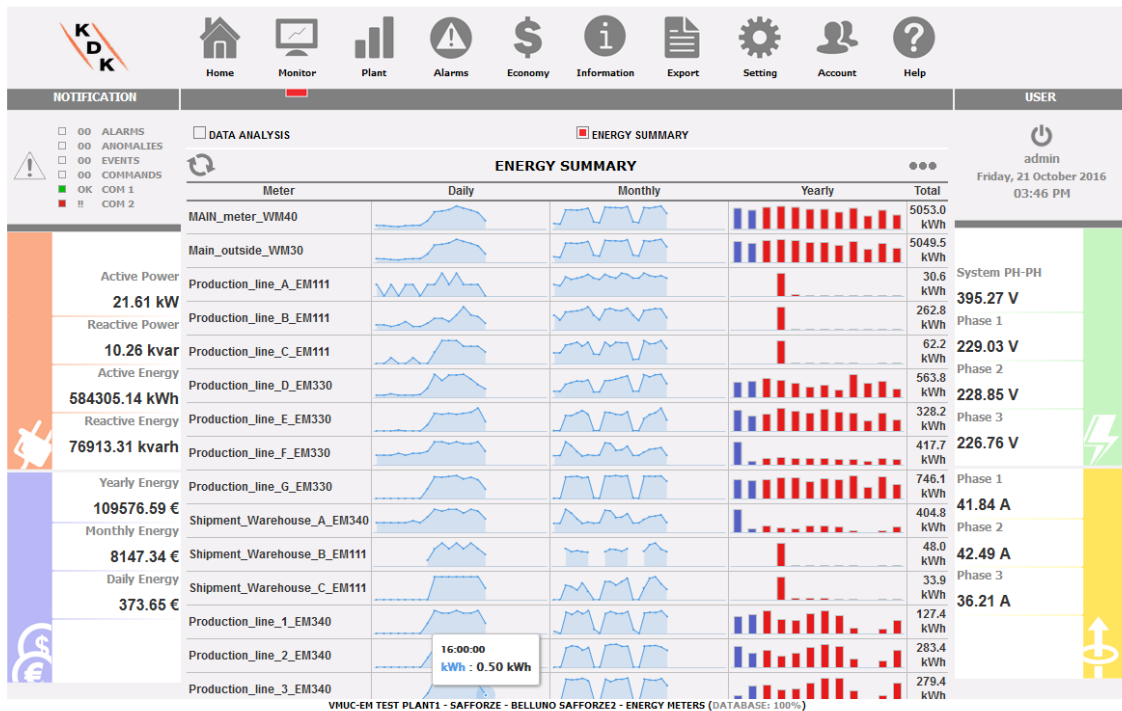 K
D
K
Home Monitor Plant Alarms Economy Information Export Setting Account Help
NOTIFICATION
00 ALARMS
00 ANOMALIES
00 EVENTS
00 COMMANDS
OK COM 1
!! COM 2
Active Power
21.61 kW
Reactive Power
10.26 kvar
Active Energy
584305.14 kWh
Reactive Energy
76913.31 kvarh
Yearly Energy
109576.59 €
Monthly Energy
8147.34 €
Daily Energy
373.65 €
DATA ANALYSIS ENERGY SUMMARY
ENERGY SUMMARY
Meter Daily Monthly Yearly Total
MAIN_meter_WM40 5053.0 kWh
Main_outside_WM30 5049.5 kWh
Production_line_A_EM111 30.6 kWh
Production_line_B_EM111 262.8 kWh
Production_line_C_EM111 62.2 kWh
Production_line_D_EM330 563.8 kWh
Production_line_E_EM330 328.2 kWh
Production_line_F_EM330 417.7 kWh
Production_line_G_EM330 746.1 kWh
Shipment_Warehouse_A_EM340 404.8 kWh
Shipment_Warehouse_B_EM111 48.0 kWh
Shipment_Warehouse_C_EM111 33.9 kWh
Production_line_1_EM340 127.4 kWh
Production_line_2_EM340 283.4 kWh
Production_line_3_EM340 279.4 kWh
16:00:00
kWh : 0.50 kWh
USER
admin
Friday, 21 October 2016
03:46 PM
System PH-PH
395.27 V
Phase 1
229.03 V
Phase 2
228.85 V
Phase 3
226.76 V
Phase 1
41.84 A
Phase 2
42.49 A
Phase 3
36.21 A
VMUC-EM TEST PLANT1 - SAFFORZE - BELLUNO SAFFORZE2 - ENERGY METERS (DATABASE: 100%)